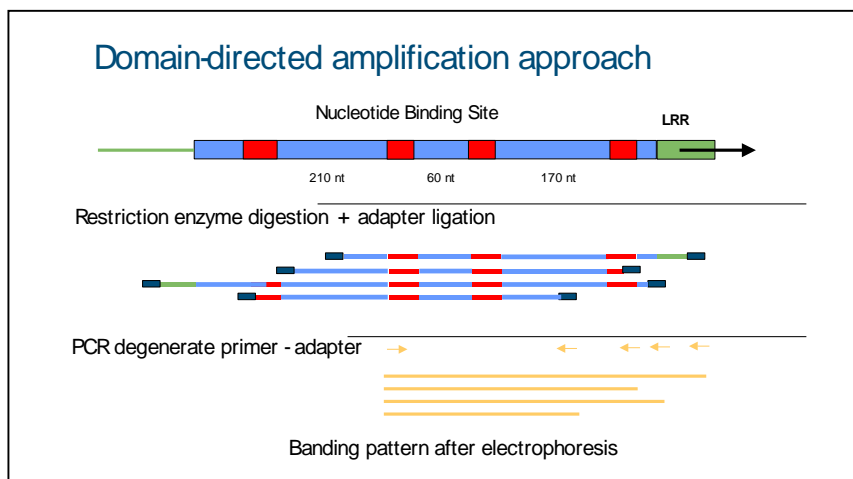 Domain-directed amplification approach
Nucleotide Binding Site
LRR
210 nt 60 nt 170 nt
Restriction enzyme digestion + adapter ligation
PCR degenerate primer - adapter
Banding pattern after electrophoresis